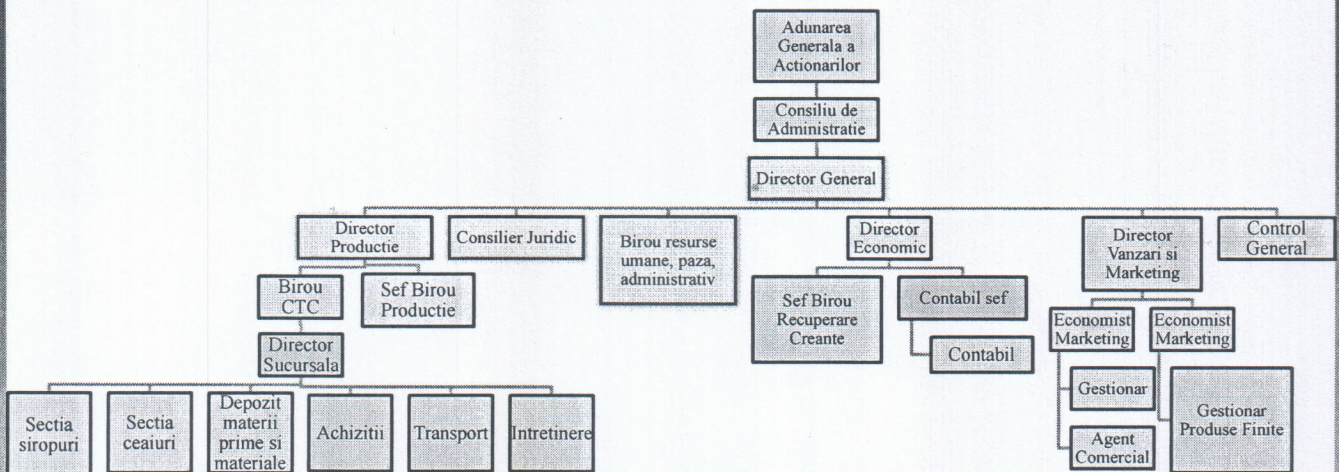 Adunarea
Generala a
Actionarilor
Consiliu de
Administratie
Director General
Director
Productie
Consilier Juridic
Birou resurse
umane, paza,
administrativ
Director
Economic
Director
Vanzari si
Marketing
Control
General
Birou
CTC
Sef Birou
Productie
Sef Birou
Recuperare
Creante
Contabil sef
Economist
Marketing
Economist
Marketing
Director
Sucursala
Contabil
Gestionar
Gestionar
Produse Finite
Agent
Comercial
Sectia
siropuri
Sectia
ceaiuri
Depozit
materii
prime si
materiale
Achizitii
Transport
Intretinere